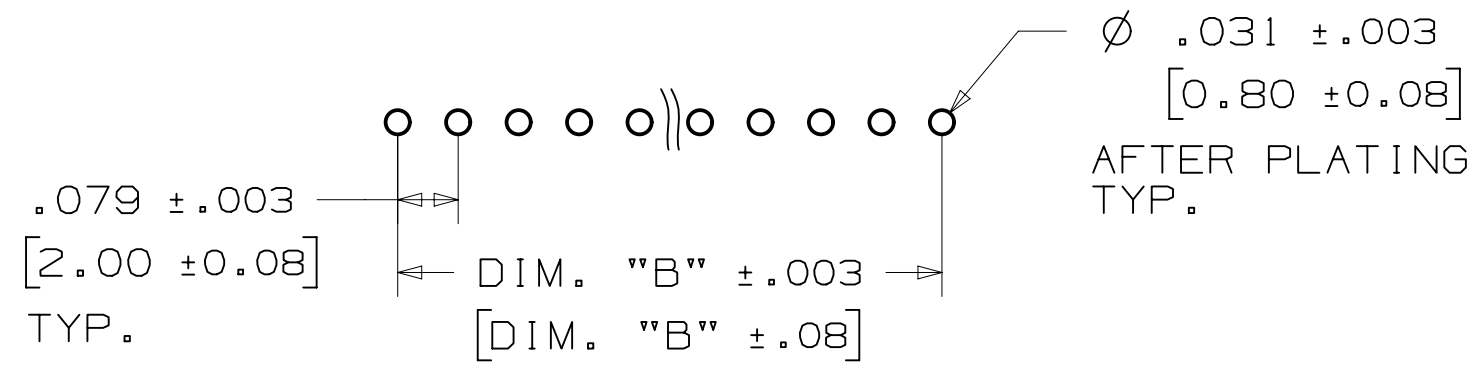 Ø .031 ±.003
[0.80 ±0.08]
AFTER PLATING
TYP.
.079 ±.003
[2.00 ±0.08]
TYP.
DIM. "B" ±.003
[DIM. "B" ±.08]